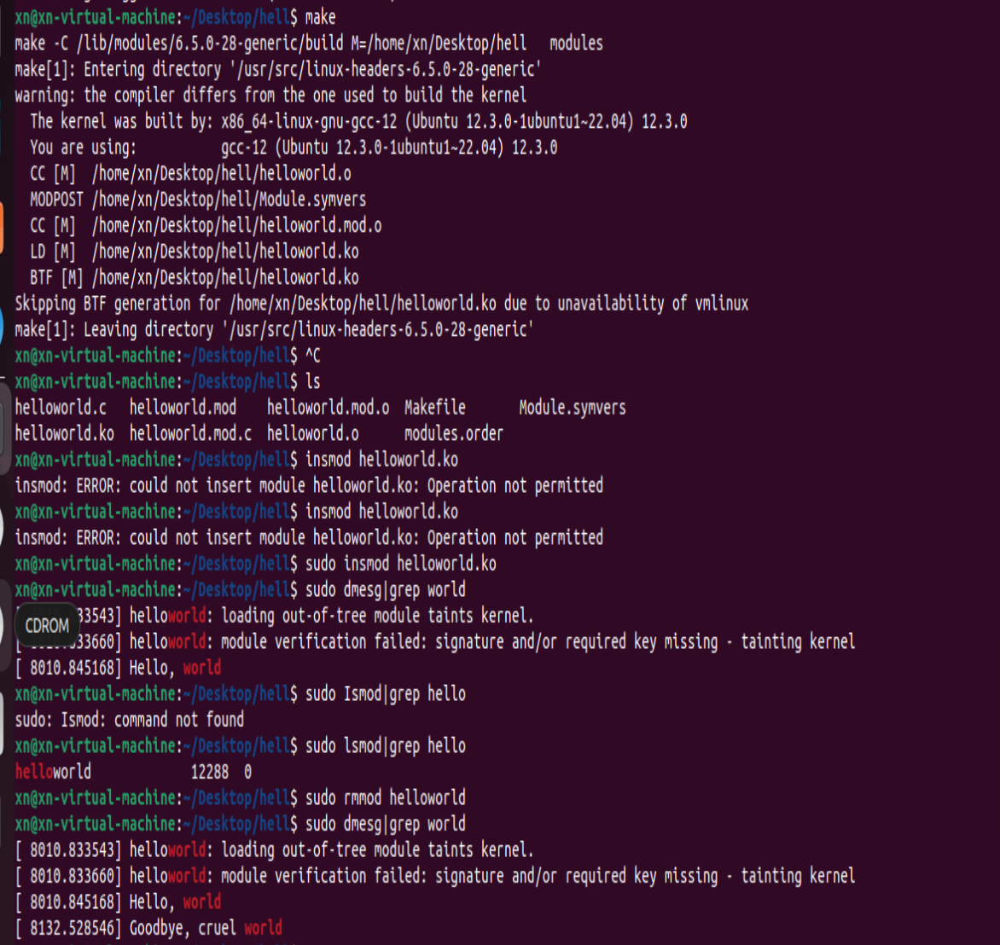 xn@xn-virtual-machine:~/Desktop/hell$ make
make -C /lib/modules/6.5.0-28-generic/build M=/home/xn/Desktop/hell   modules
make[1]: Entering directory '/usr/src/linux-headers-6.5.0-28-generic'
warning: the compiler differs from the one used to build the kernel
  The kernel was built by: x86_64-linux-gnu-gcc-12 (Ubuntu 12.3.0-1ubuntu1~22.04) 12.3.0
  You are using:           gcc-12 (Ubuntu 12.3.0-1ubuntu1~22.04) 12.3.0
  CC [M]  /home/xn/Desktop/hell/helloworld.o
  MODPOST /home/xn/Desktop/hell/Module.symvers
  CC [M]  /home/xn/Desktop/hell/helloworld.mod.o
  LD [M]  /home/xn/Desktop/hell/helloworld.ko
  BTF [M] /home/xn/Desktop/hell/helloworld.ko
Skipping BTF generation for /home/xn/Desktop/hell/helloworld.ko due to unavailability of vmlinux
make[1]: Leaving directory '/usr/src/linux-headers-6.5.0-28-generic'
xn@xn-virtual-machine:~/Desktop/hell$ ^C
xn@xn-virtual-machine:~/Desktop/hell$ ls
helloworld.c   helloworld.mod    helloworld.mod.o  Makefile       Module.symvers
helloworld.ko  helloworld.mod.c  helloworld.o      modules.order
xn@xn-virtual-machine:~/Desktop/hell$ insmod helloworld.ko
insmod: ERROR: could not insert module helloworld.ko: Operation not permitted
xn@xn-virtual-machine:~/Desktop/hell$ insmod helloworld.ko
insmod: ERROR: could not insert module helloworld.ko: Operation not permitted
xn@xn-virtual-machine:~/Desktop/hell$ sudo insmod helloworld.ko
xn@xn-virtual-machine:~/Desktop/hell$ sudo dmesg|grep world
[ 33543] helloworld: loading out-of-tree module taints kernel.
CDROM
[ 33660] helloworld: module verification failed: signature and/or required key missing - tainting kernel
[ 8010.845168] Hello, world
xn@xn-virtual-machine:~/Desktop/hell$ sudo Ismod|grep hello
sudo: Ismod: command not found
xn@xn-virtual-machine:~/Desktop/hell$ sudo lsmod|grep hello
helloworld             12288  0
xn@xn-virtual-machine:~/Desktop/hell$ sudo rmmod helloworld
xn@xn-virtual-machine:~/Desktop/hell$ sudo dmesg|grep world
[ 8010.833543] helloworld: loading out-of-tree module taints kernel.
[ 8010.833660] helloworld: module verification failed: signature and/or required key missing - tainting kernel
[ 8010.845168] Hello, world
[ 8132.528546] Goodbye, cruel world